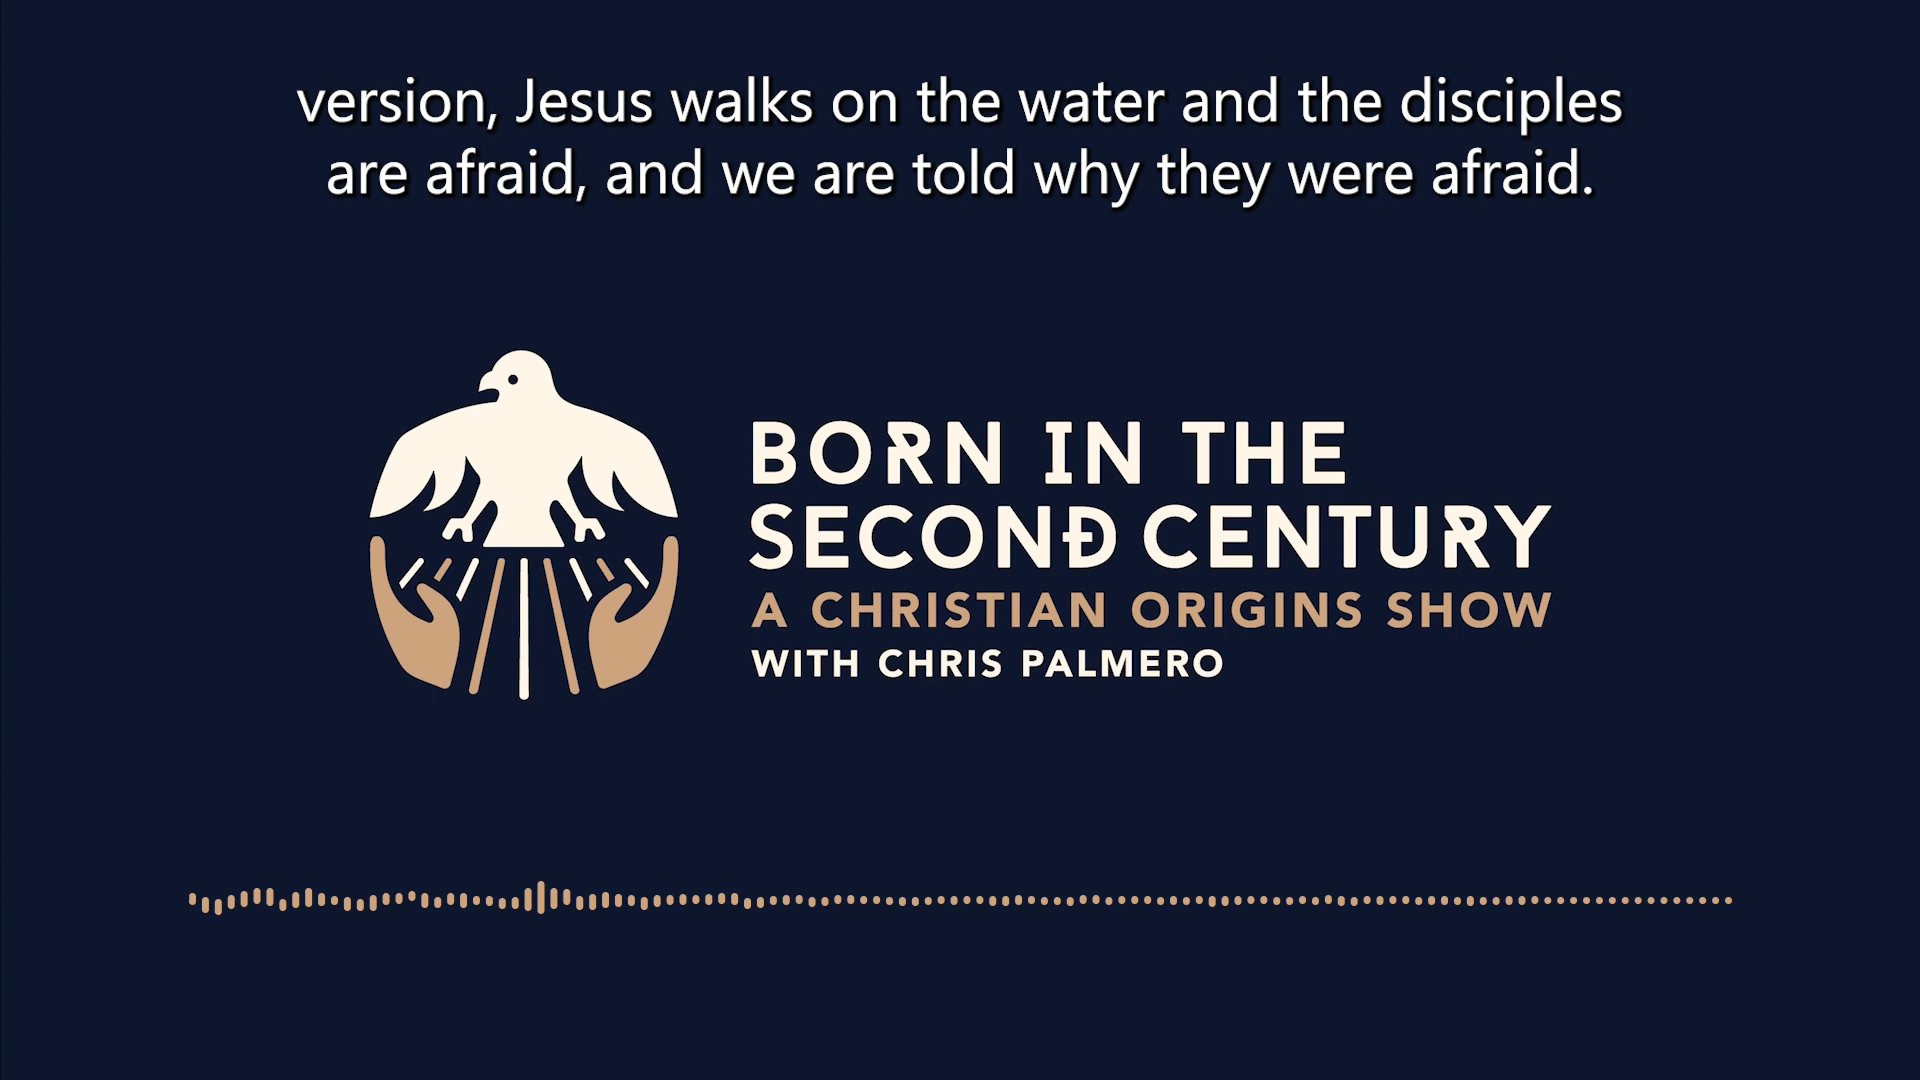 version, Jesus walks on the water and the disciples
are afraid, and we are told why they were afraid.
BORN IN THE
SECOND CENTURY
A CHRISTIAN ORIGINS SHOW
WITH CHRIS PALMERO